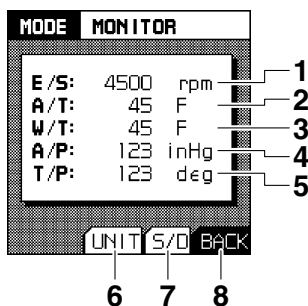 MODE MONITOR
E/S: 4500 rpm 1
A/T: 45 F 2
W/T: 45 F 3
A/P: 123 inHg 4
T/P: 123 deg 5
UNIT S/D BACK
6 7 8